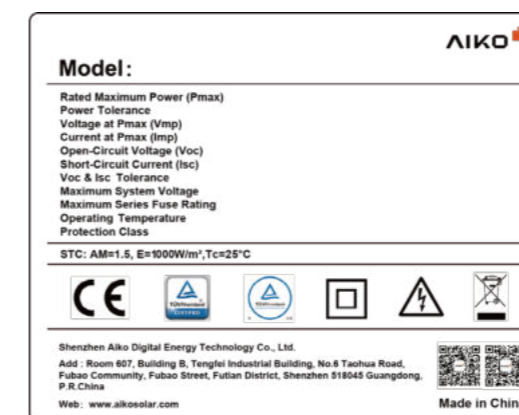 AIKO
Model:
Rated Maximum Power (Pmax)
Power Tolerance
Voltage at Pmax (Vmp)
Current at Pmax (Imp)
Open-Circuit Voltage (Voc)
Short-Circuit Current (Isc)
Voc & Isc Tolerance
Maximum System Voltage
Maximum Series Fuse Rating
Operating Temperature
Protection Class
STC: AM=1.5, E=1000W/m²,Tc=25°C
CE
TÜVRheinland
CERTIFIED
Shenzhen Aiko Digital Energy Technology Co., Ltd.
Add : Room 607, Building B, Tengfei Industrial Building, No.6 Taohua Road,
Fubao Community, Fubao Street, Futian District, Shenzhen 518045 Guangdong,
P.R.China
Web: www.aikosolar.com
Made in Chin